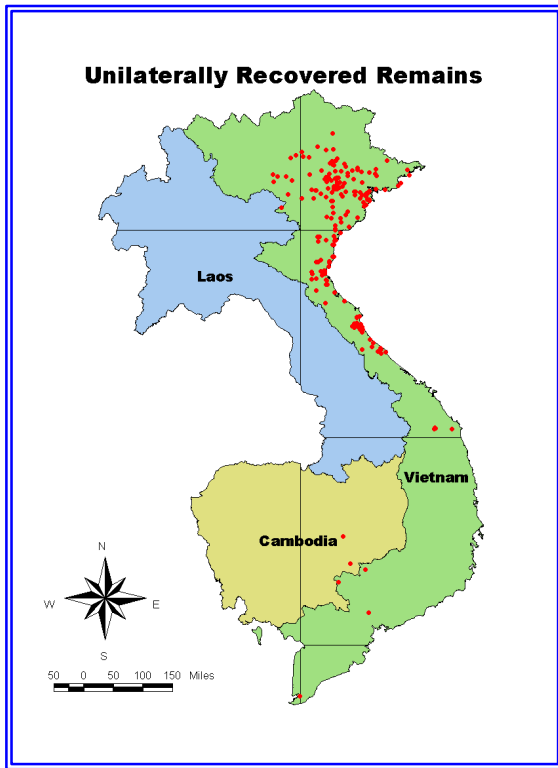 Unilaterally Recovered Remains
Laos
Vietnam
Cambodia
N
W E
S
50 0 50 100 150 Miles